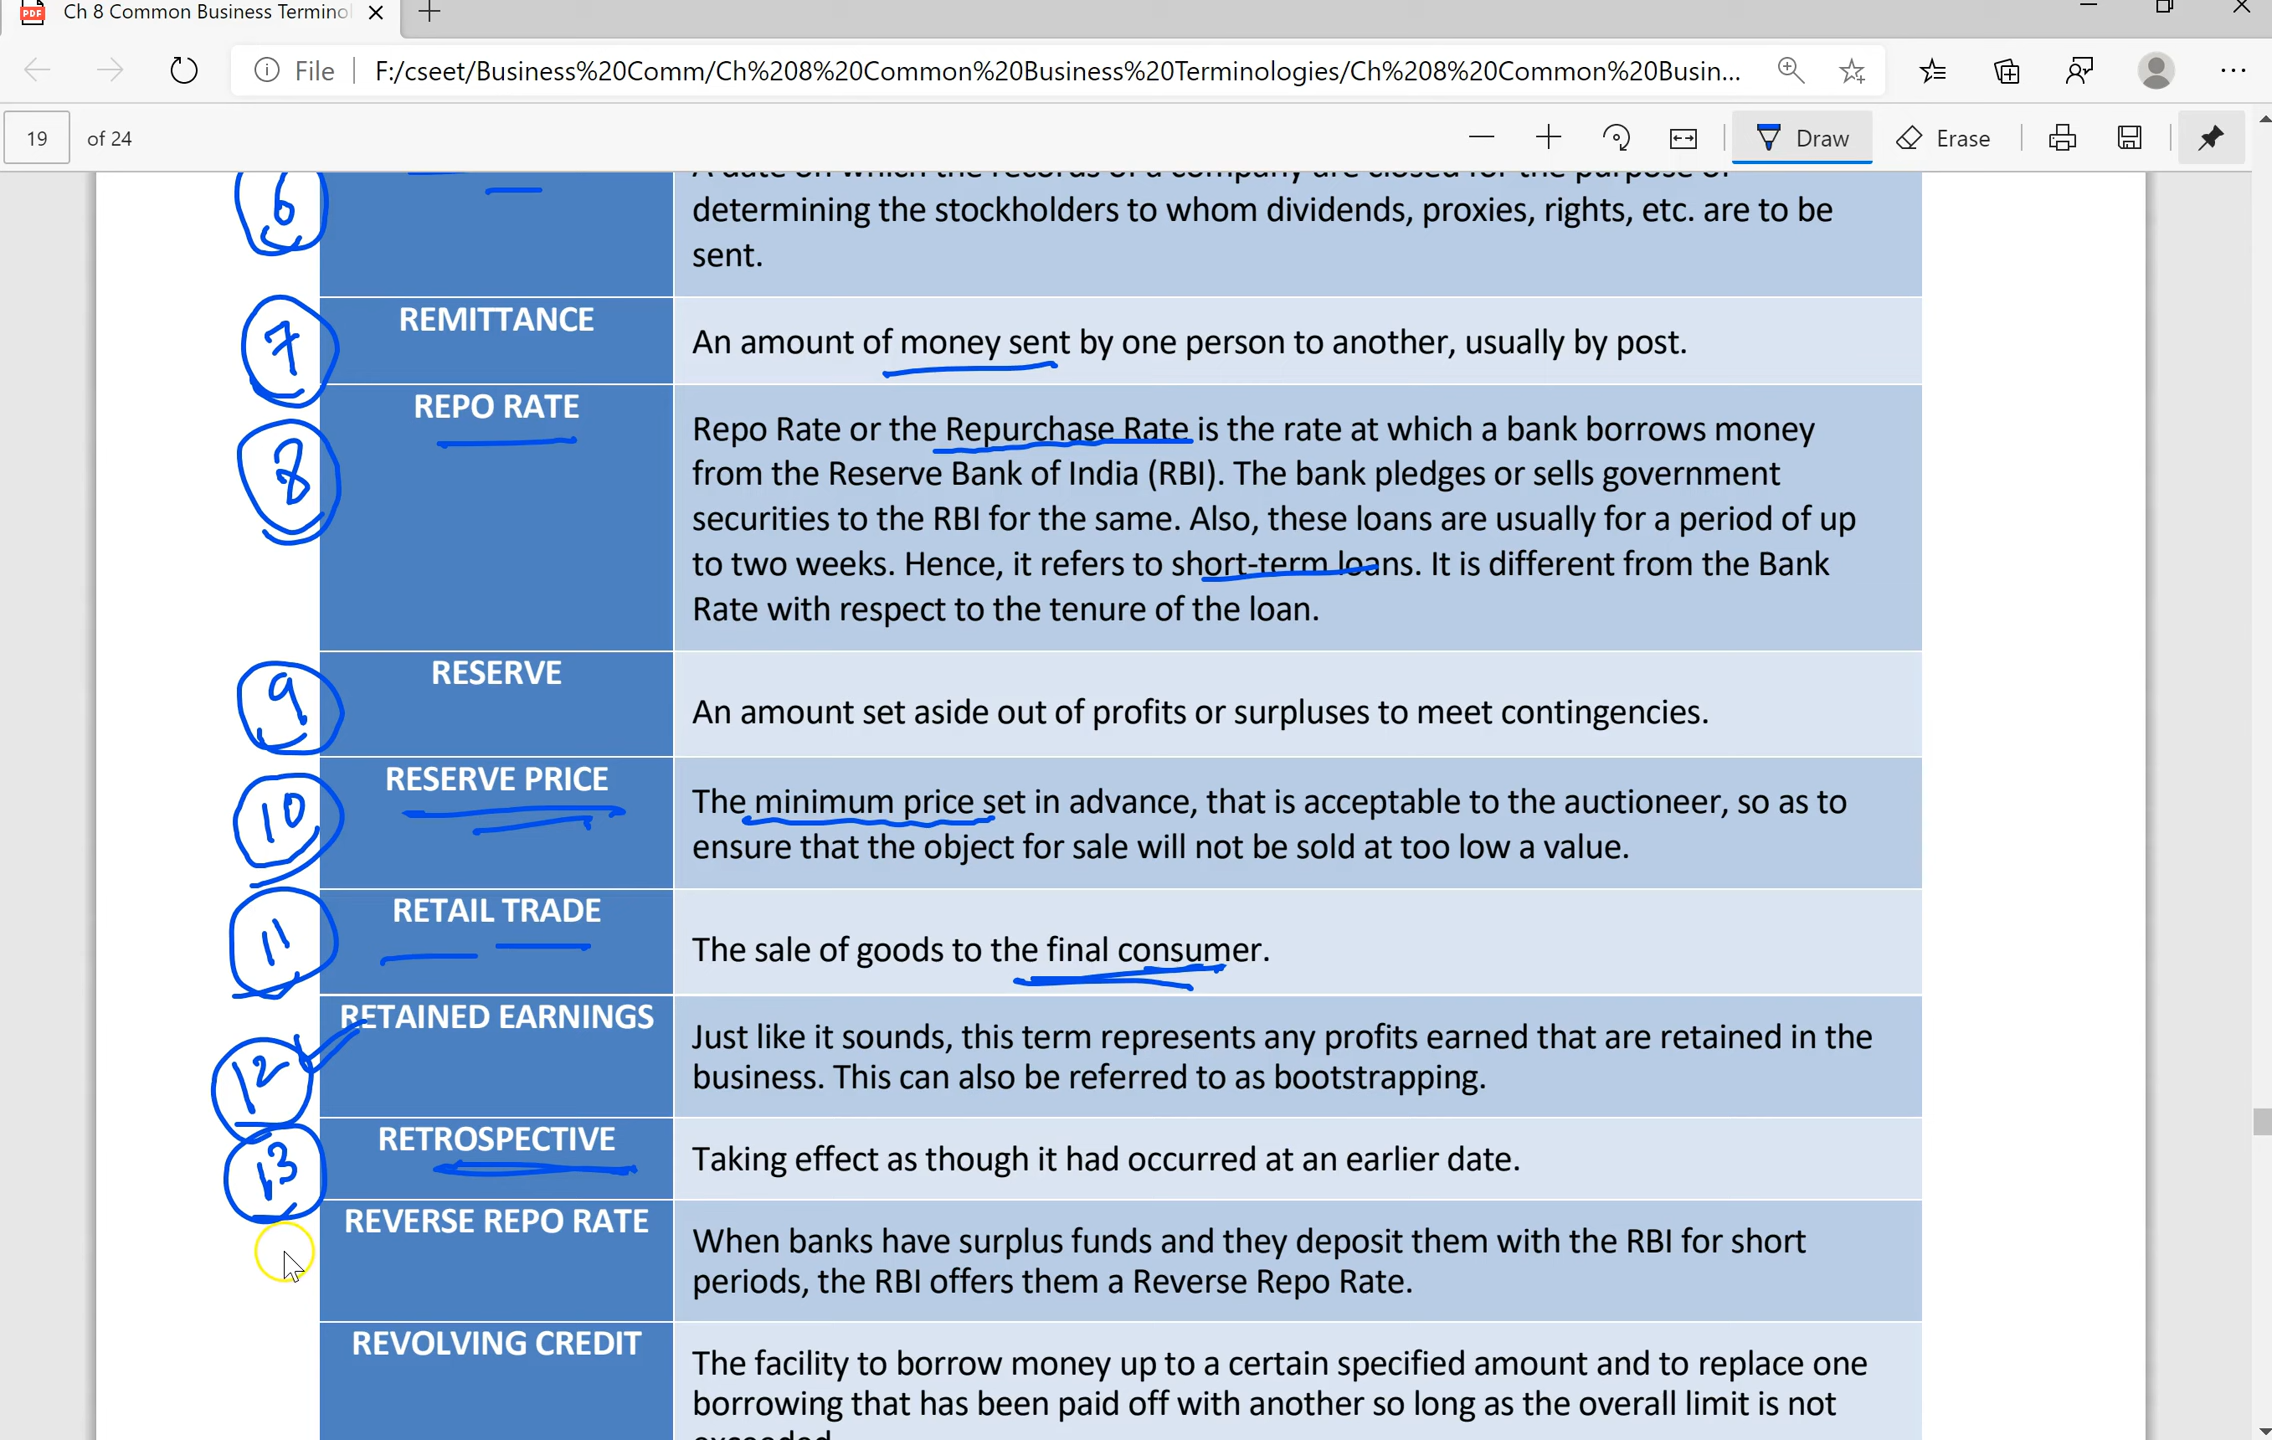 Ch 8 Common Business Terminol
File F:/cseet/Business%20Comm/Ch%208%20Common%20Business%20Terminologies/Ch%208%20Common%20Busin...
19 of 24 Draw Erase
6
A date on which the records of a company are closed for the purpose of
determining the stockholders to whom dividends, proxies, rights, etc. are to be
sent.
7 REMITTANCE
An amount of money sent by one person to another, usually by post.
8 REPO RATE
Repo Rate or the Repurchase Rate is the rate at which a bank borrows money
from the Reserve Bank of India (RBI). The bank pledges or sells government
securities to the RBI for the same. Also, these loans are usually for a period of up
to two weeks. Hence, it refers to short-term loans. It is different from the Bank
Rate with respect to the tenure of the loan.
9 RESERVE
An amount set aside out of profits or surpluses to meet contingencies.
10 RESERVE PRICE
The minimum price set in advance, that is acceptable to the auctioneer, so as to
ensure that the object for sale will not be sold at too low a value.
11 RETAIL TRADE
The sale of goods to the final consumer.
12 RETAINED EARNINGS
Just like it sounds, this term represents any profits earned that are retained in the
business. This can also be referred to as bootstrapping.
13 RETROSPECTIVE
Taking effect as though it had occurred at an earlier date.
REVERSE REPO RATE
When banks have surplus funds and they deposit them with the RBI for short
periods, the RBI offers them a Reverse Repo Rate.
REVOLVING CREDIT
The facility to borrow money up to a certain specified amount and to replace one
borrowing that has been paid off with another so long as the overall limit is not
exceeded